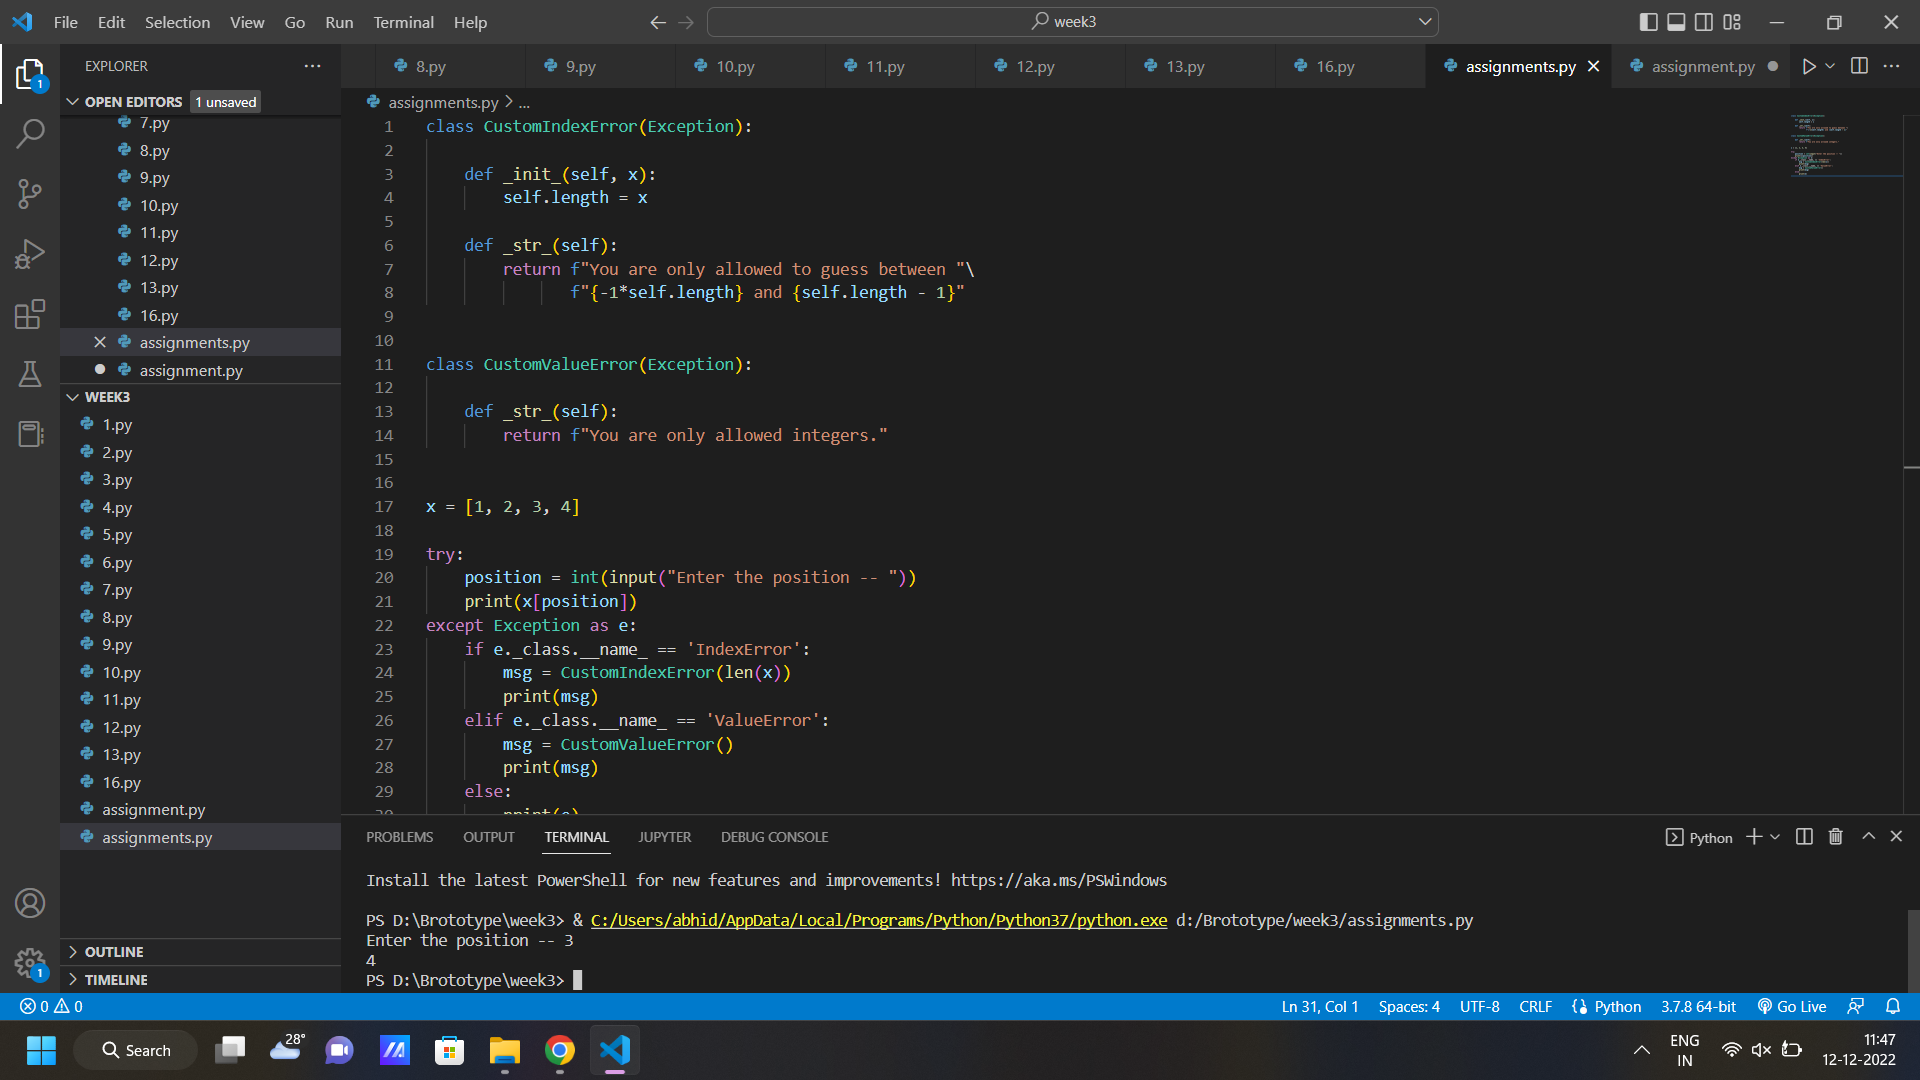 File Edit Selection View Go Run Terminal Help
week3
EXPLORER
OPEN EDITORS 1 unsaved
7.py
8.py
9.py
10.py
11.py
12.py
13.py
16.py
assignments.py
assignment.py
WEEK3
1.py
2.py
3.py
4.py
5.py
6.py
7.py
8.py
9.py
10.py
11.py
12.py
13.py
16.py
assignment.py
assignments.py
OUTLINE
TIMELINE
8.py 9.py 10.py 11.py 12.py 13.py 16.py assignments.py assignment.py
assignments.py > ...
1 class CustomIndexError(Exception):
2
3 def _init_(self, x):
4 self.length = x
5
6 def _str_(self):
7 return f"You are only allowed to guess between "\
8 f"{-1*self.length} and {self.length - 1}"
9
10
11 class CustomValueError(Exception):
12
13 def _str_(self):
14 return f"You are only allowed integers."
15
16
17 x = [1, 2, 3, 4]
18
19 try:
20 position = int(input("Enter the position -- "))
21 print(x[position])
22 except Exception as e:
23 if e._class.__name_ == 'IndexError':
24 msg = CustomIndexError(len(x))
25 print(msg)
26 elif e._class.__name_ == 'ValueError':
27 msg = CustomValueError()
28 print(msg)
29 else:
30 print(e)
PROBLEMS OUTPUT TERMINAL JUPYTER DEBUG CONSOLE
Python
Install the latest PowerShell for new features and improvements! https://aka.ms/PSWindows
PS D:\Brototype\week3> & C:/Users/abhid/AppData/Local/Programs/Python/Python37/python.exe d:/Brototype/week3/assignments.py
Enter the position -- 3
4
PS D:\Brototype\week3>
1
1
0 0
Ln 31, Col 1 Spaces: 4 UTF-8 CRLF Python 3.7.8 64-bit Go Live
Search
28°
ENG
IN
11:47
12-12-2022